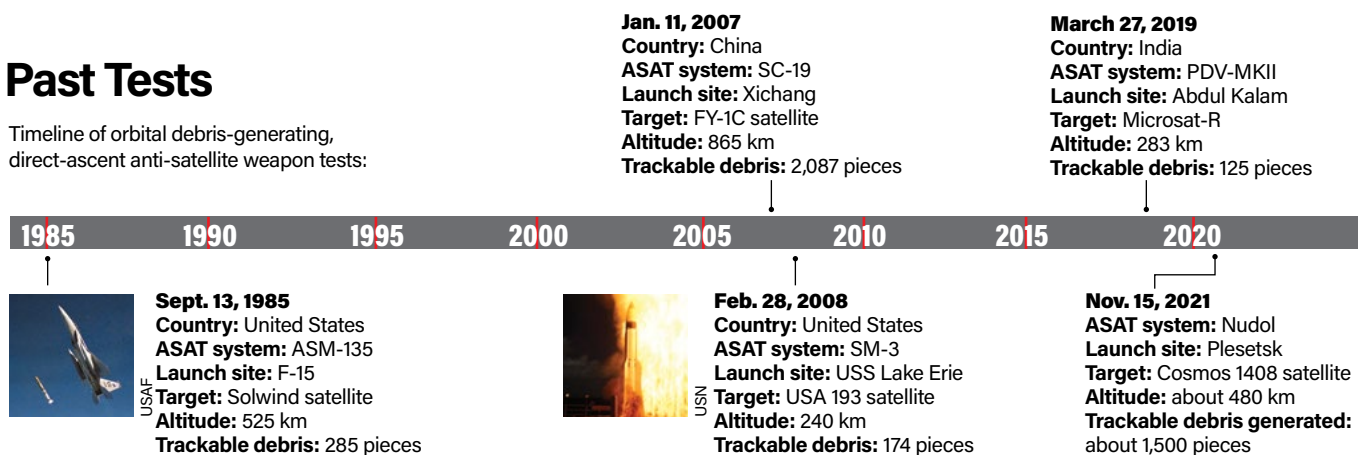 Past Tests
Timeline of orbital debris-generating,
direct-ascent anti-satellite weapon tests:
Jan. 11, 2007
Country: China
ASAT system: SC-19
Launch site: Xichang
Target: FY-1C satellite
Altitude: 865 km
Trackable debris: 2,087 pieces
March 27, 2019
Country: India
ASAT system: PDV-MKII
Launch site: Abdul Kalam
Target: Microsat-R
Altitude: 283 km
Trackable debris: 125 pieces
1985 1990 1995 2000 2005 2010 2015 2020
USAF
Sept. 13, 1985
Country: United States
ASAT system: ASM-135
Launch site: F-15
Target: Solwind satellite
Altitude: 525 km
Trackable debris: 285 pieces
USN
Feb. 28, 2008
Country: United States
ASAT system: SM-3
Launch site: USS Lake Erie
Target: USA 193 satellite
Altitude: 240 km
Trackable debris: 174 pieces
Nov. 15, 2021
ASAT system: Nudol
Launch site: Plesetsk
Target: Cosmos 1408 satellite
Altitude: about 480 km
Trackable debris generated:
about 1,500 pieces